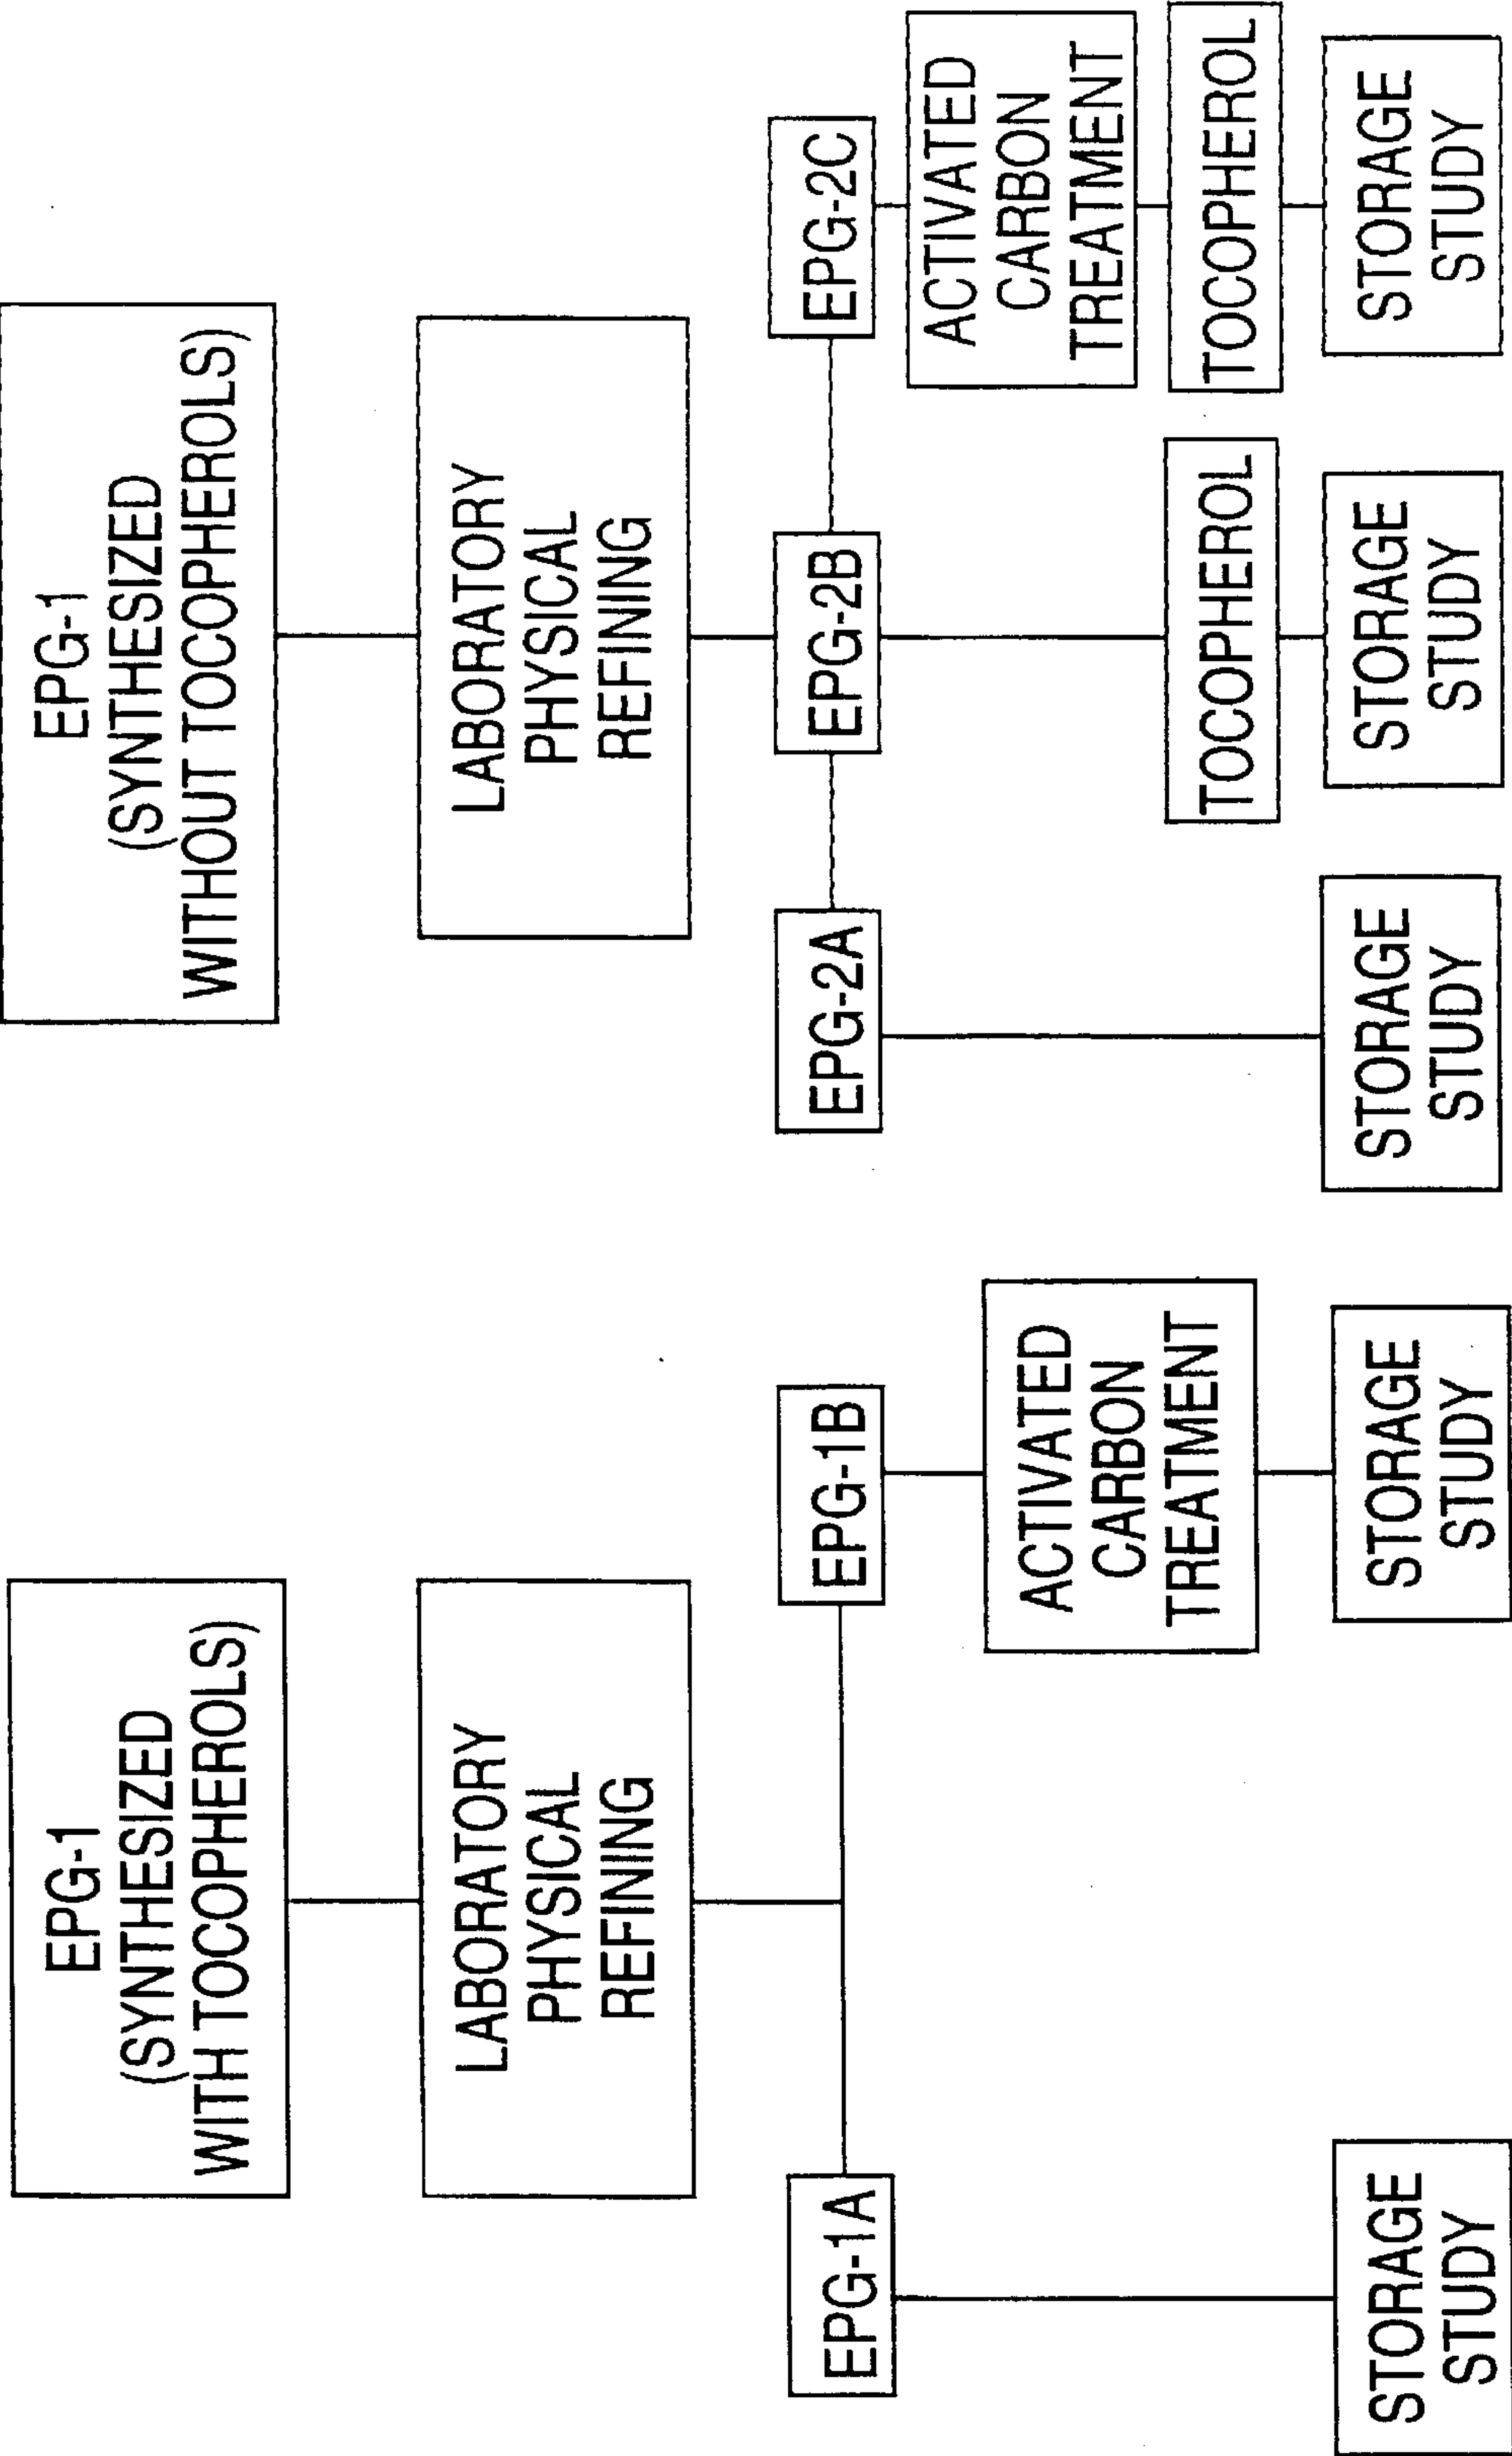 EPG-1
(SYNTHESIZED
WITH TOCOPHEROLS)
LABORATORY
PHYSICAL
REFINING
EPG-1A
STORAGE
STUDY
EPG-1B
ACTIVATED
CARBON
TREATMENT
STORAGE
STUDY
EPG-1
(SYNTHESIZED
WITHOUT TOCOPHEROLS)
LABORATORY
PHYSICAL
REFINING
EPG-2A
STORAGE
STUDY
EPG-2B
TOCOPHEROL
STORAGE
STUDY
EPG-2C
ACTIVATED
CARBON
TREATMENT
TOCOPHEROL
STORAGE
STUDY